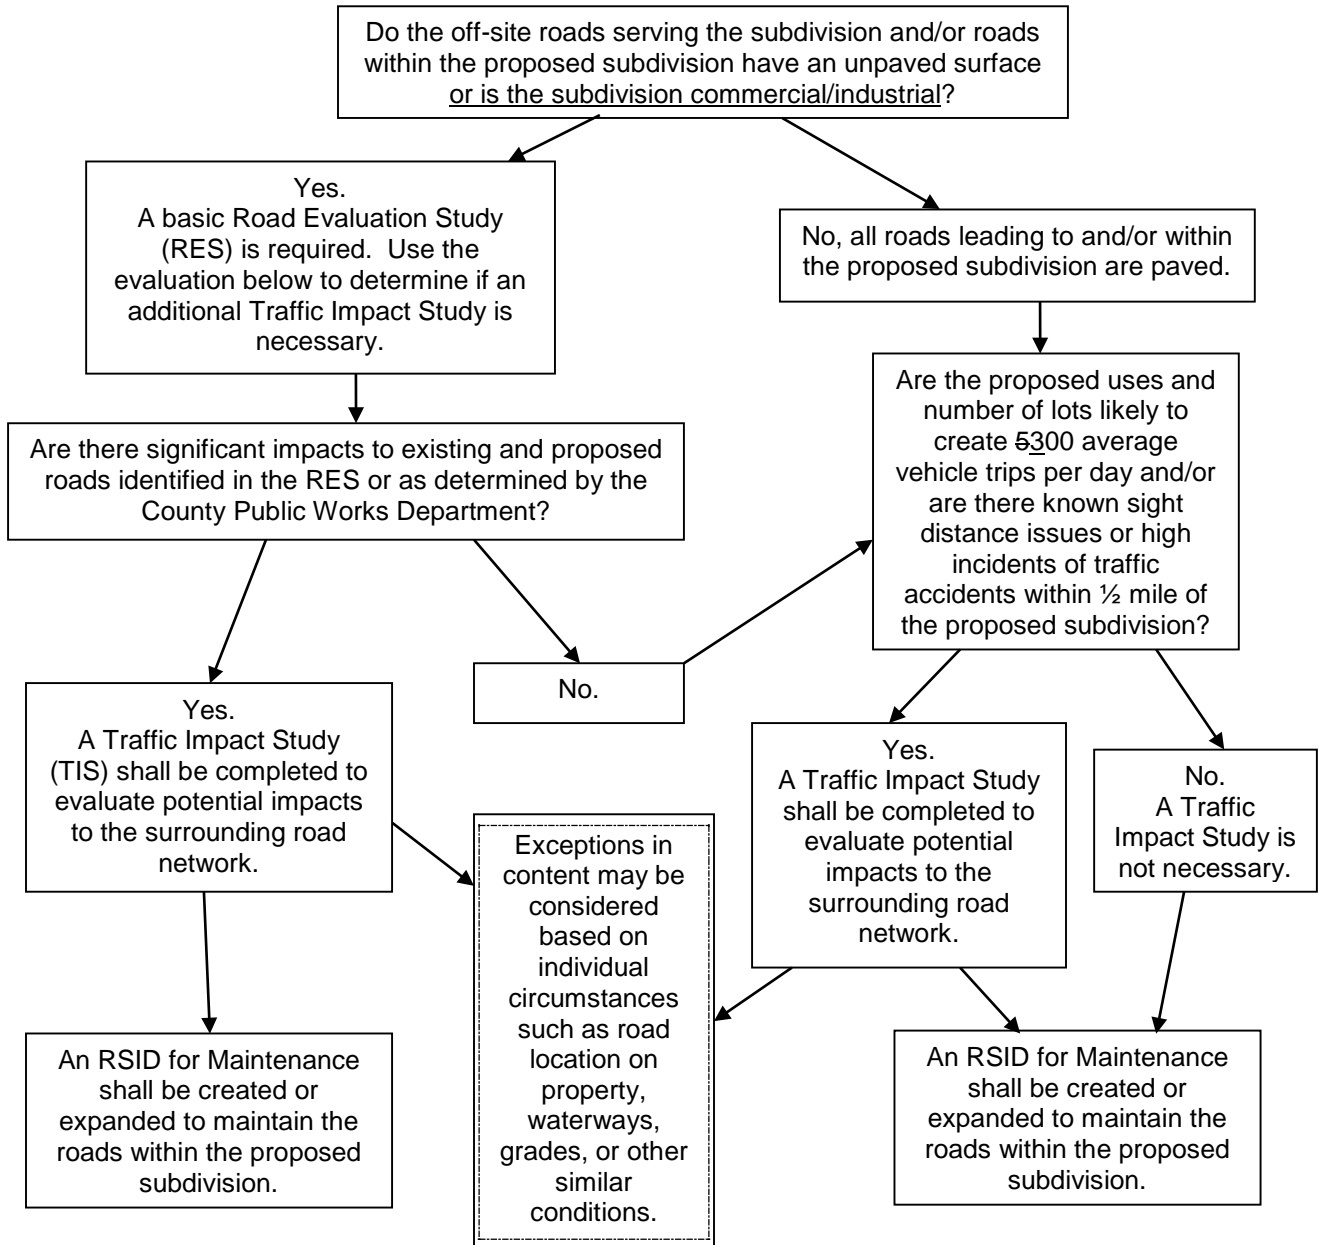 Do the off-site roads serving the subdivision and/or roads
within the proposed subdivision have an unpaved surface
or is the subdivision commercial/industrial?
Yes.
A basic Road Evaluation Study
(RES) is required.  Use the
evaluation below to determine if an
additional Traffic Impact Study is
necessary.
No, all roads leading to and/or within
the proposed subdivision are paved.
Are there significant impacts to existing and proposed
roads identified in the RES or as determined by the
County Public Works Department?
Are the proposed uses and
number of lots likely to
create 5300 average
vehicle trips per day and/or
are there known sight
distance issues or high
incidents of traffic
accidents within ½ mile of
the proposed subdivision?
Yes.
A Traffic Impact Study
(TIS) shall be completed to
evaluate potential impacts
to the surrounding road
network.
No.
Yes.
A Traffic Impact Study
shall be completed to
evaluate potential
impacts to the
surrounding road
network.
No.
A Traffic
Impact Study is
not necessary.
Exceptions in
content may be
considered
based on
individual
circumstances
such as road
location on
property,
waterways,
grades, or other
similar
conditions.
An RSID for Maintenance
shall be created or
expanded to maintain the
roads within the proposed
subdivision.
An RSID for Maintenance
shall be created or
expanded to maintain the
roads within the proposed
subdivision.